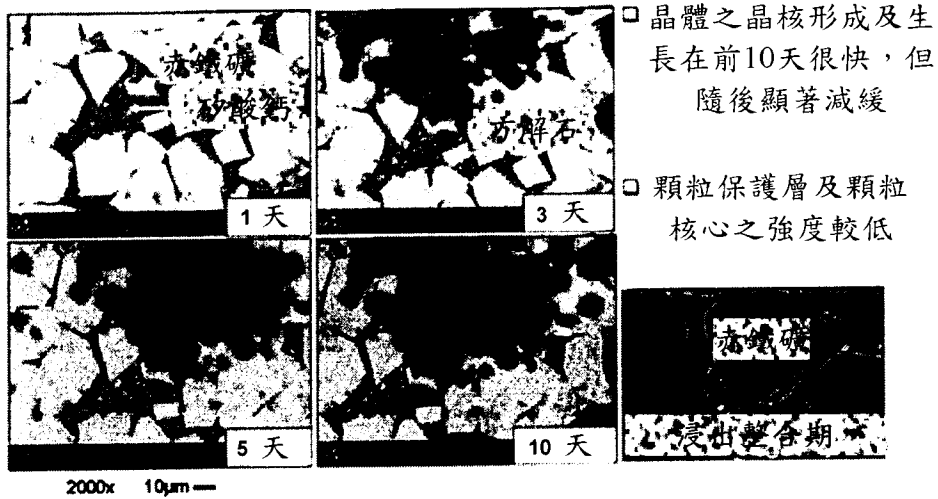 赤鐵礦
矽酸鈣
1 天
方解石
3 天
5 天
10 天
2000x 10μm
晶體之晶核形成及生
長在前10天很快，但
隨後顯著減緩
顆粒保護層及顆粒
核心之強度較低
赤鐵礦
浸出整合期